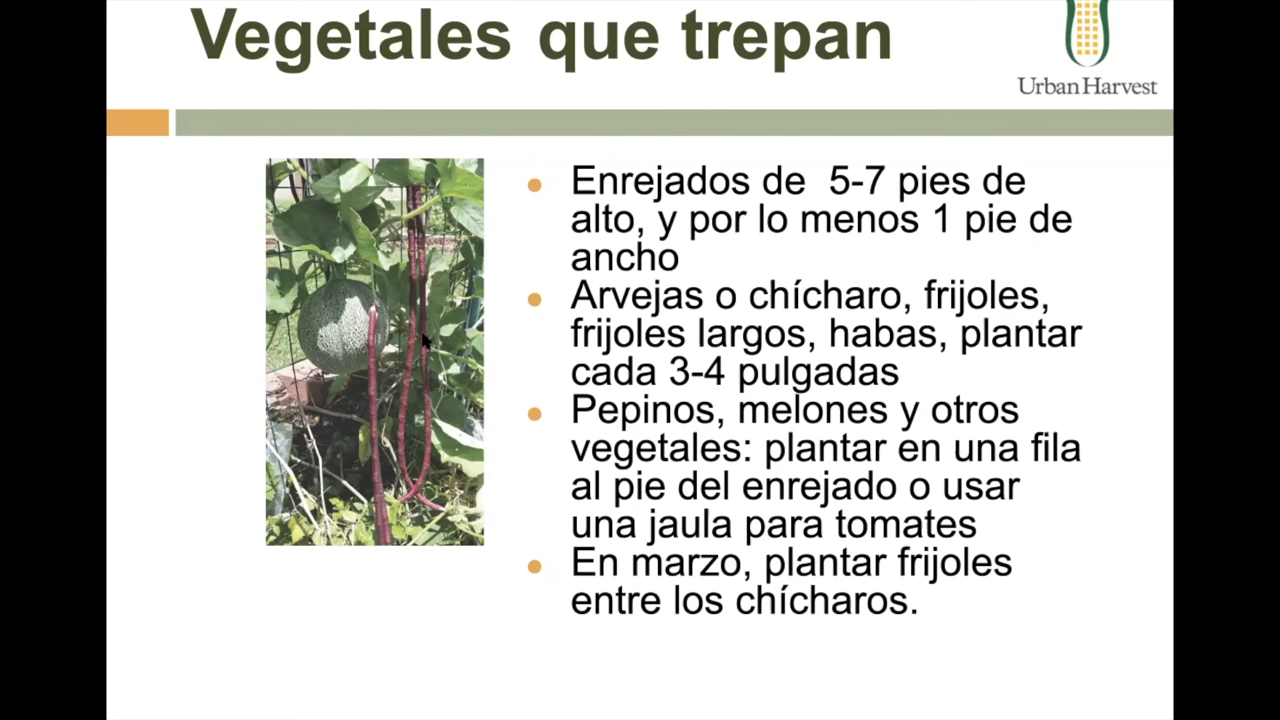 Vegetales que trepan
Urban Harvest
Enrejados de 5-7 pies de
alto, y por lo menos 1 pie de
ancho
Arvejas o chícharo, frijoles,
frijoles largos, habas, plantar
cada 3-4 pulgadas
Pepinos, melones y otros
vegetales: plantar en una fila
al pie del enrejado o usar
una jaula para tomates
En marzo, plantar frijoles
entre los chícharos.